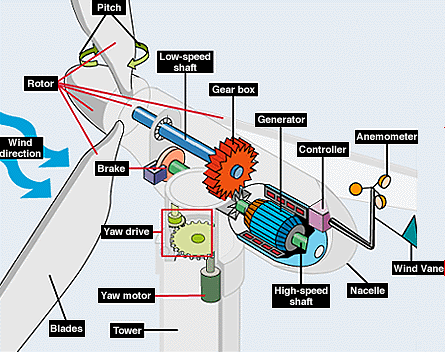 Pitch
Low-speed
shaft
Rotor
Gear box
Generator
Anemometer
Controller
Wind
direction
Brake
Yaw drive
Wind Vane
Yaw motor
High-speed
shaft
Nacelle
Blades
Tower